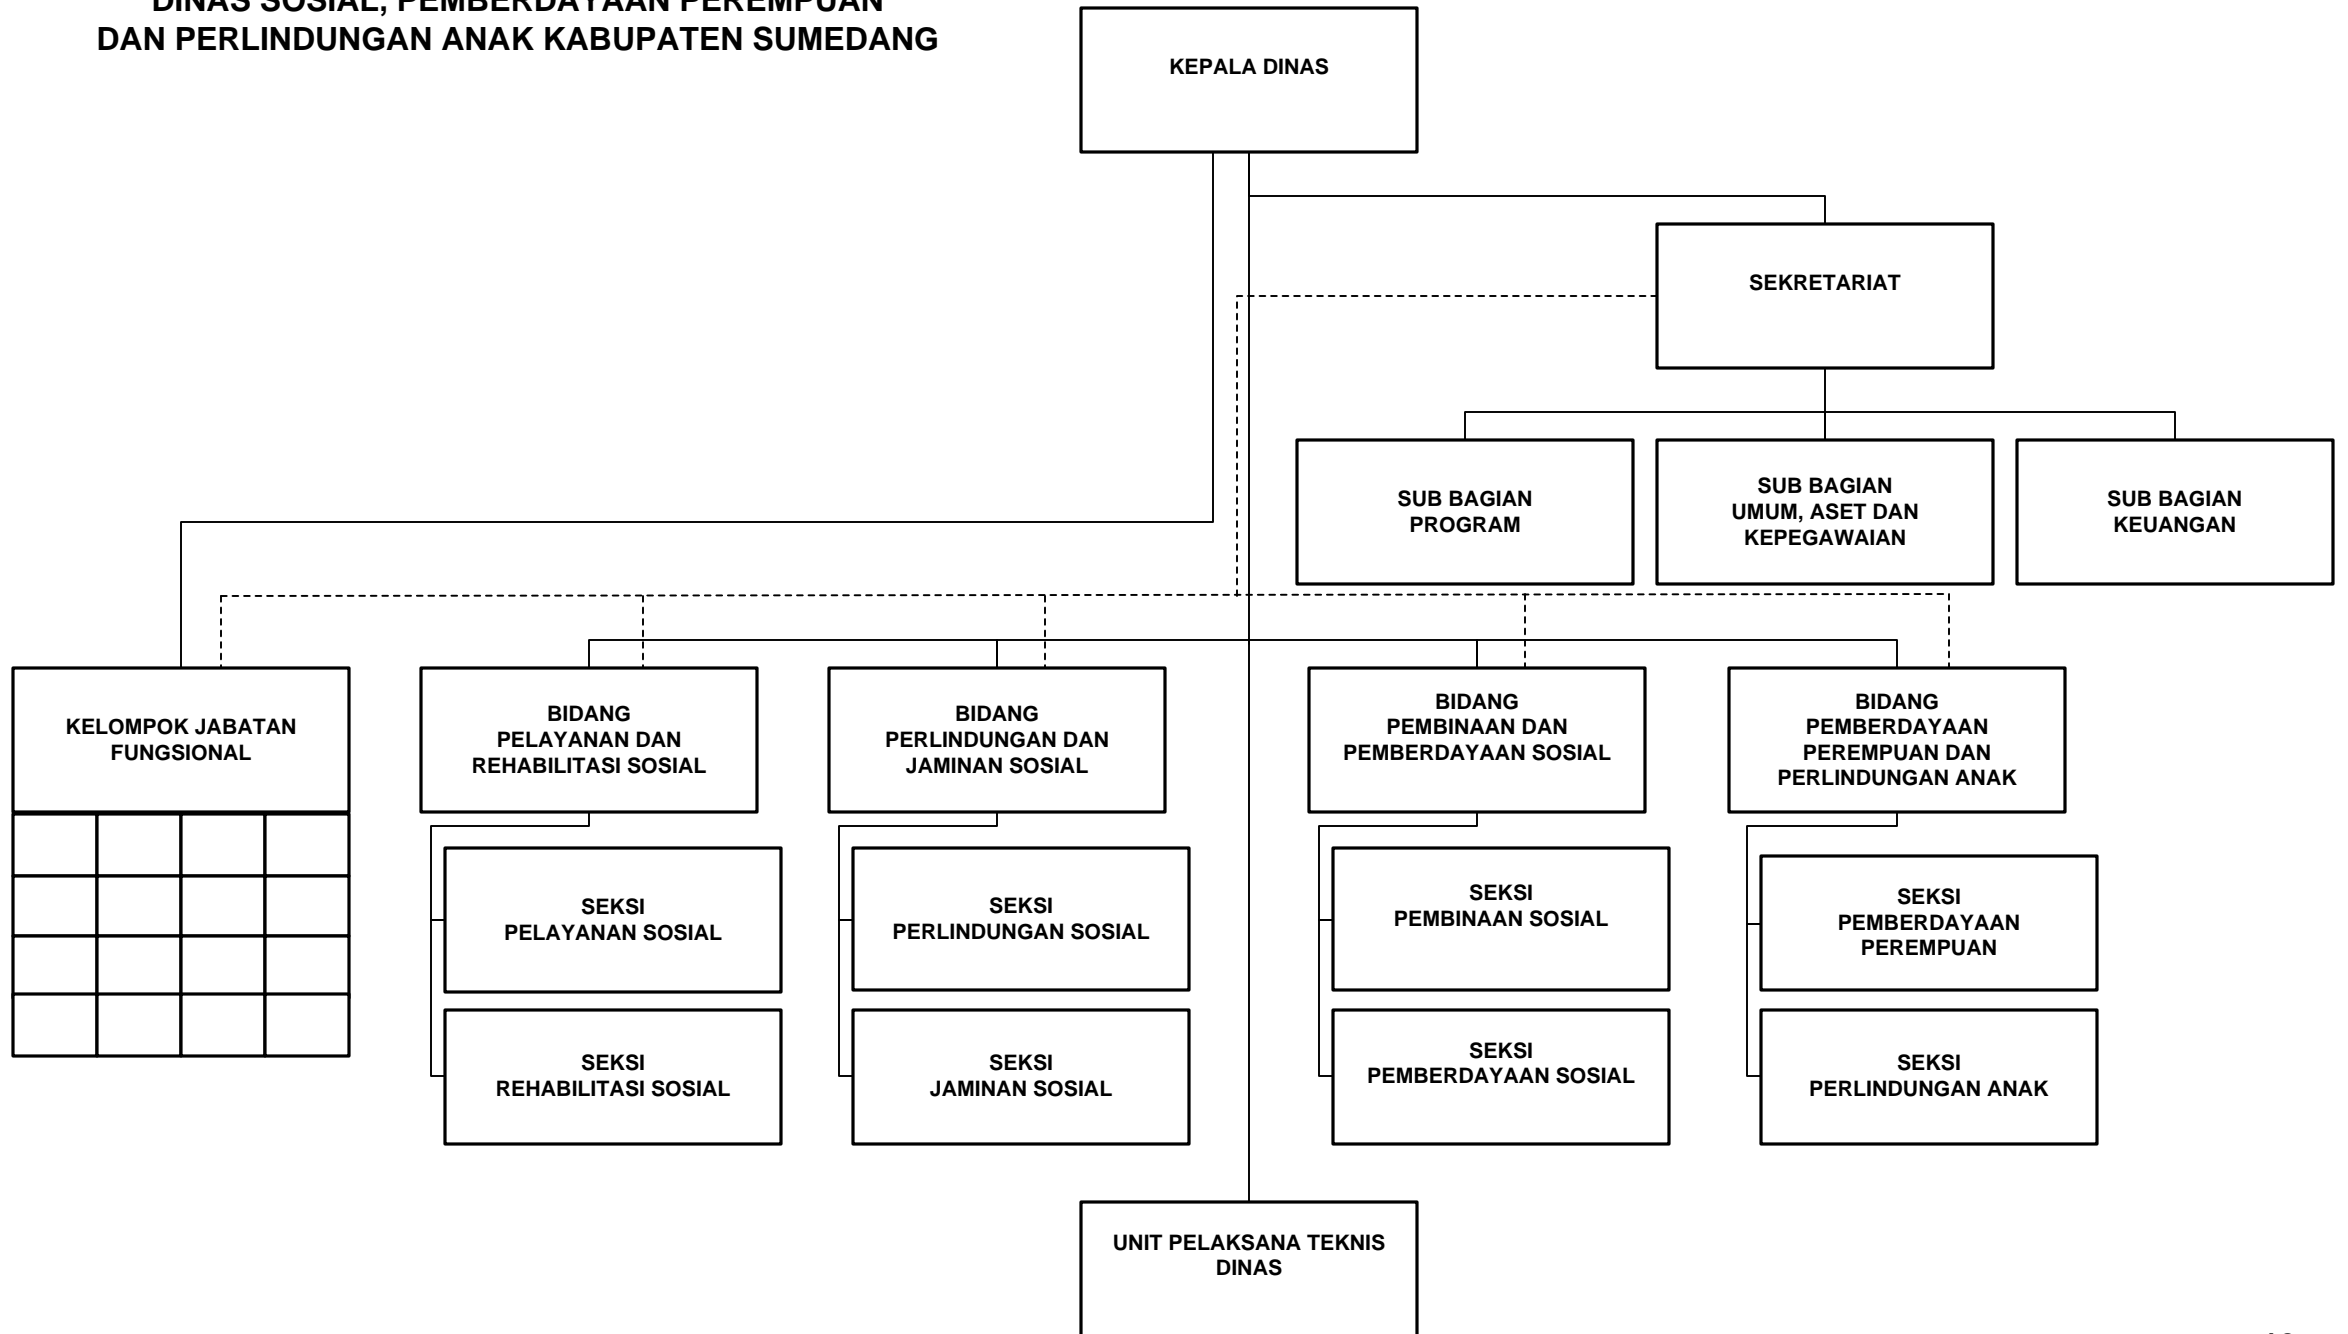 DINAS SOSIAL, PEMBERDAYAAN PEREMPUAN
DAN PERLINDUNGAN ANAK KABUPATEN SUMEDANG
KEPALA DINAS
SEKRETARIAT
SUB BAGIAN
PROGRAM
SUB BAGIAN
UMUM, ASET DAN
KEPEGAWAIAN
SUB BAGIAN
KEUANGAN
KELOMPOK JABATAN
FUNGSIONAL
BIDANG
PELAYANAN DAN
REHABILITASI SOSIAL
BIDANG
PERLINDUNGAN DAN
JAMINAN SOSIAL
BIDANG
PEMBINAAN DAN
PEMBERDAYAAN SOSIAL
BIDANG
PEMBERDAYAAN
PEREMPUAN DAN
PERLINDUNGAN ANAK
SEKSI
PELAYANAN SOSIAL
SEKSI
PERLINDUNGAN SOSIAL
SEKSI
PEMBINAAN SOSIAL
SEKSI
PEMBERDAYAAN
PEREMPUAN
SEKSI
REHABILITASI SOSIAL
SEKSI
JAMINAN SOSIAL
SEKSI
PEMBERDAYAAN SOSIAL
SEKSI
PERLINDUNGAN ANAK
UNIT PELAKSANA TEKNIS
DINAS